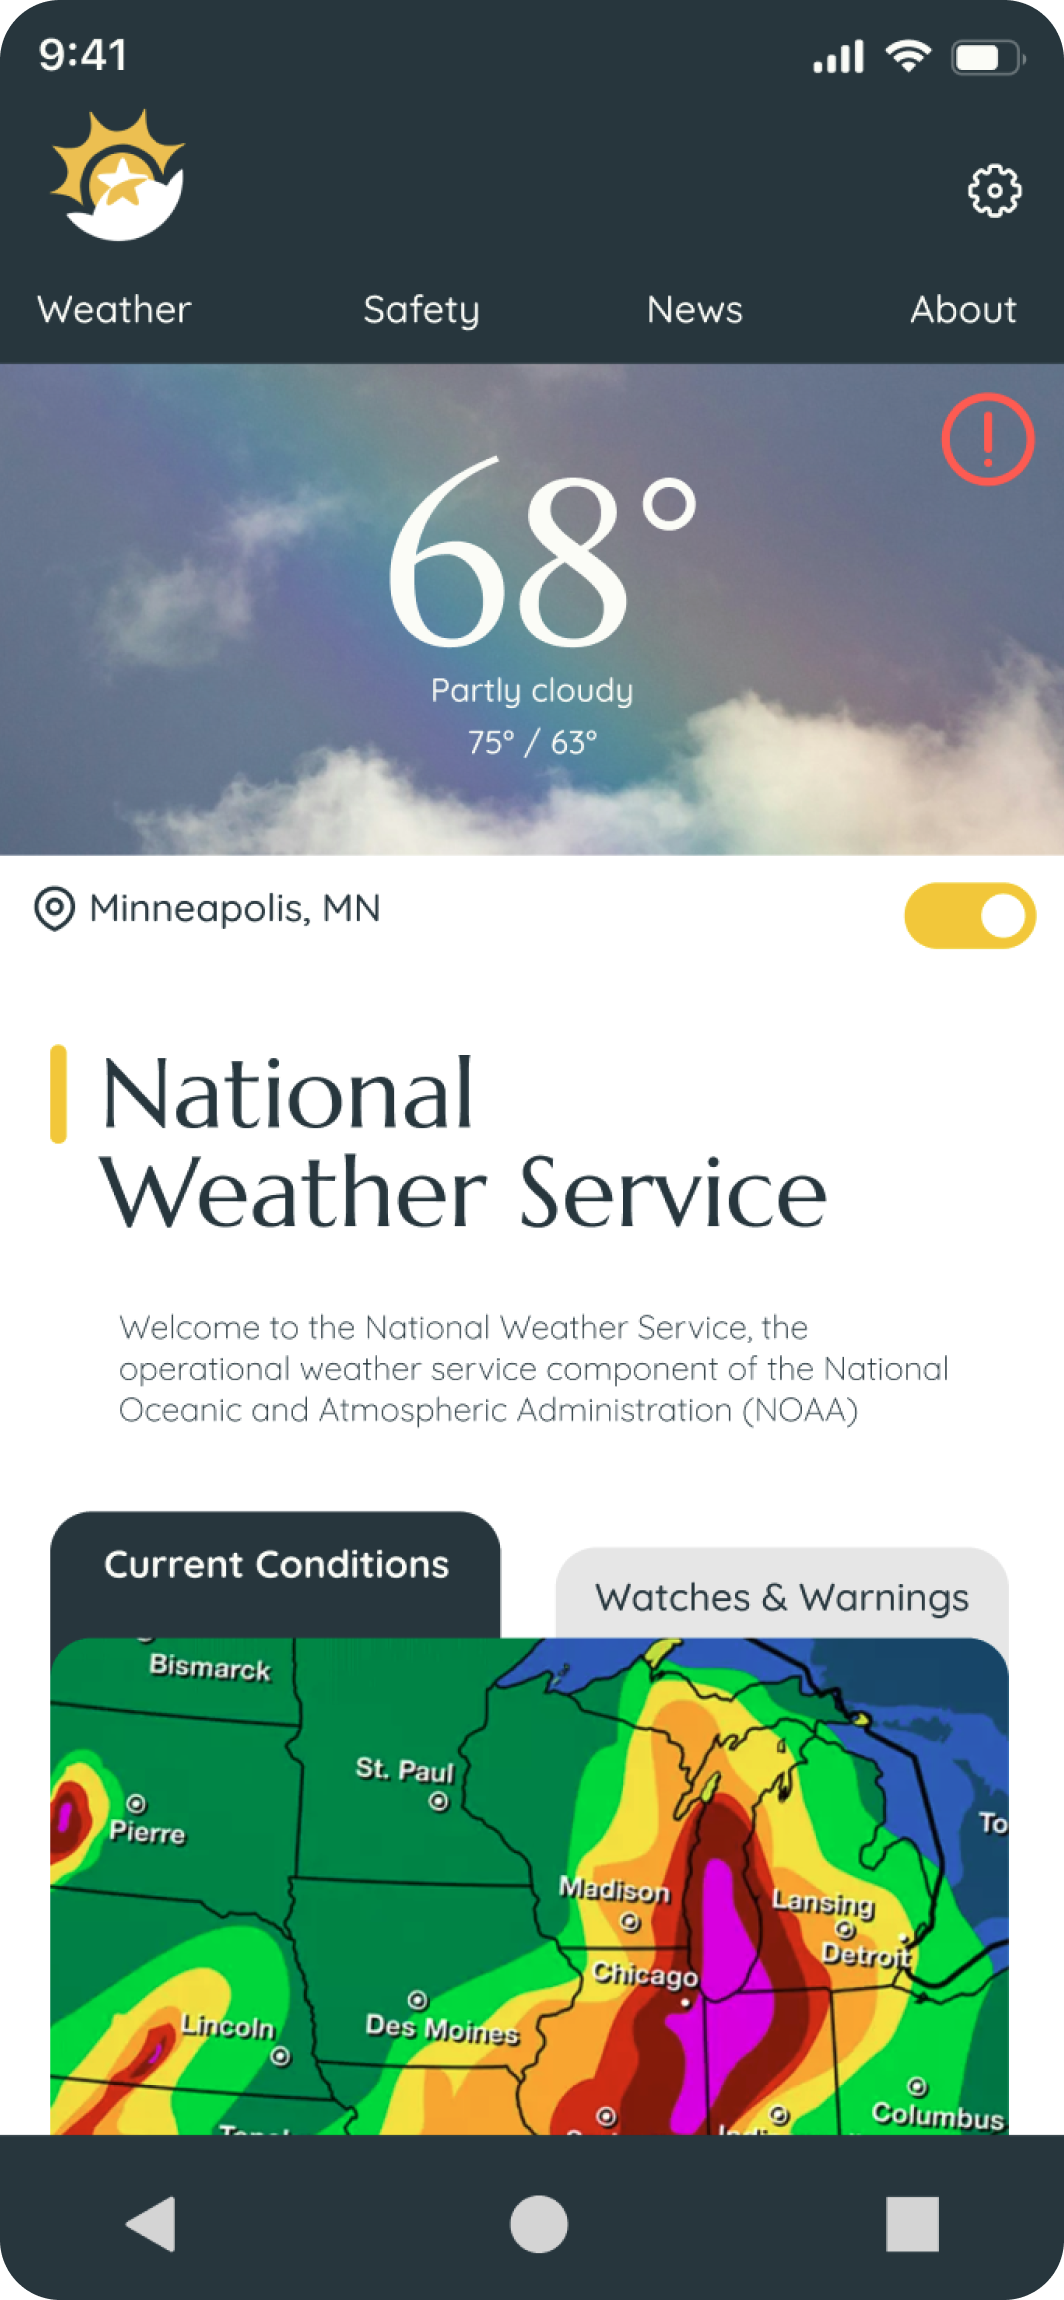 9:41
Weather Safety News About
68°
Partly cloudy
75° / 63°
Minneapolis, MN
National
Weather Service
Welcome to the National Weather Service, the
operational weather service component of the National
Oceanic and Atmospheric Administration (NOAA)
Current Conditions
Watches & Warnings
Bismarck
St. Paul
Pierre
To
Madison
Lansing
Detroit
Chicago
Lincoln
Des Moines
Columbus